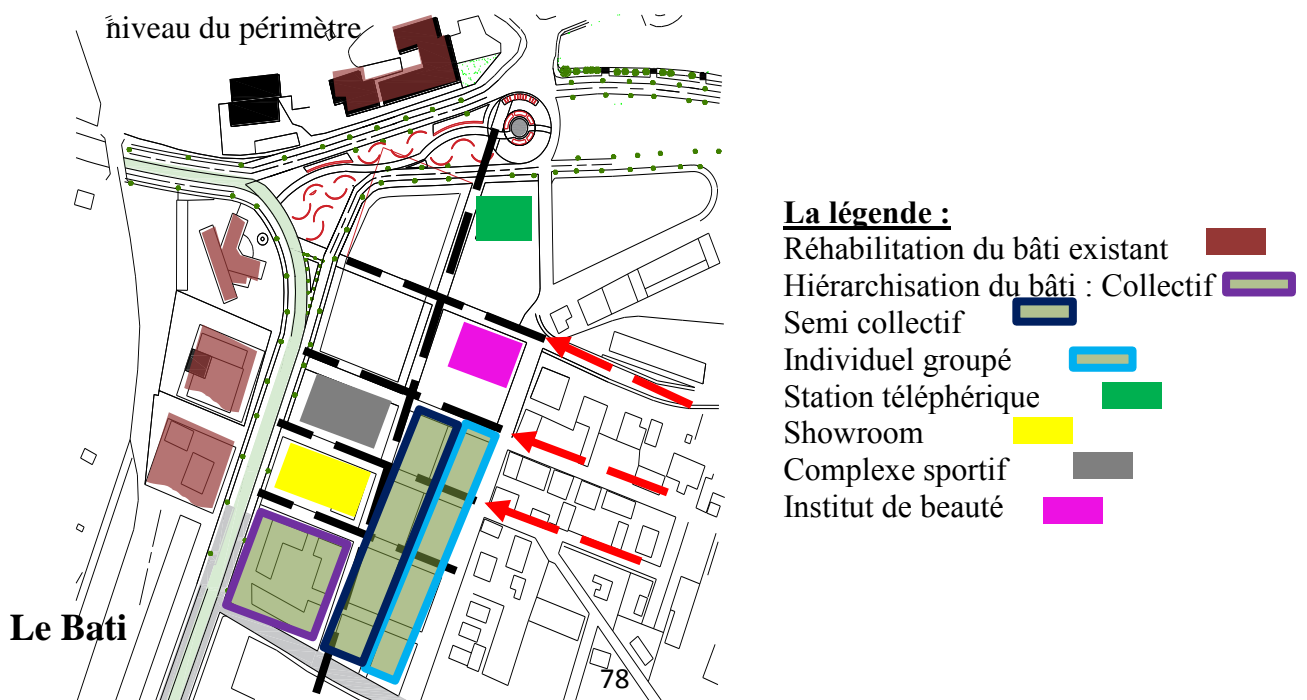 niveau du périmètre
La légende :
Réhabilitation du bâti existant
Hiérarchisation du bâti : Collectif
Semi collectif
Individuel groupé
Station téléphérique
Showroom
Complexe sportif
Institut de beauté
Le Bati
78